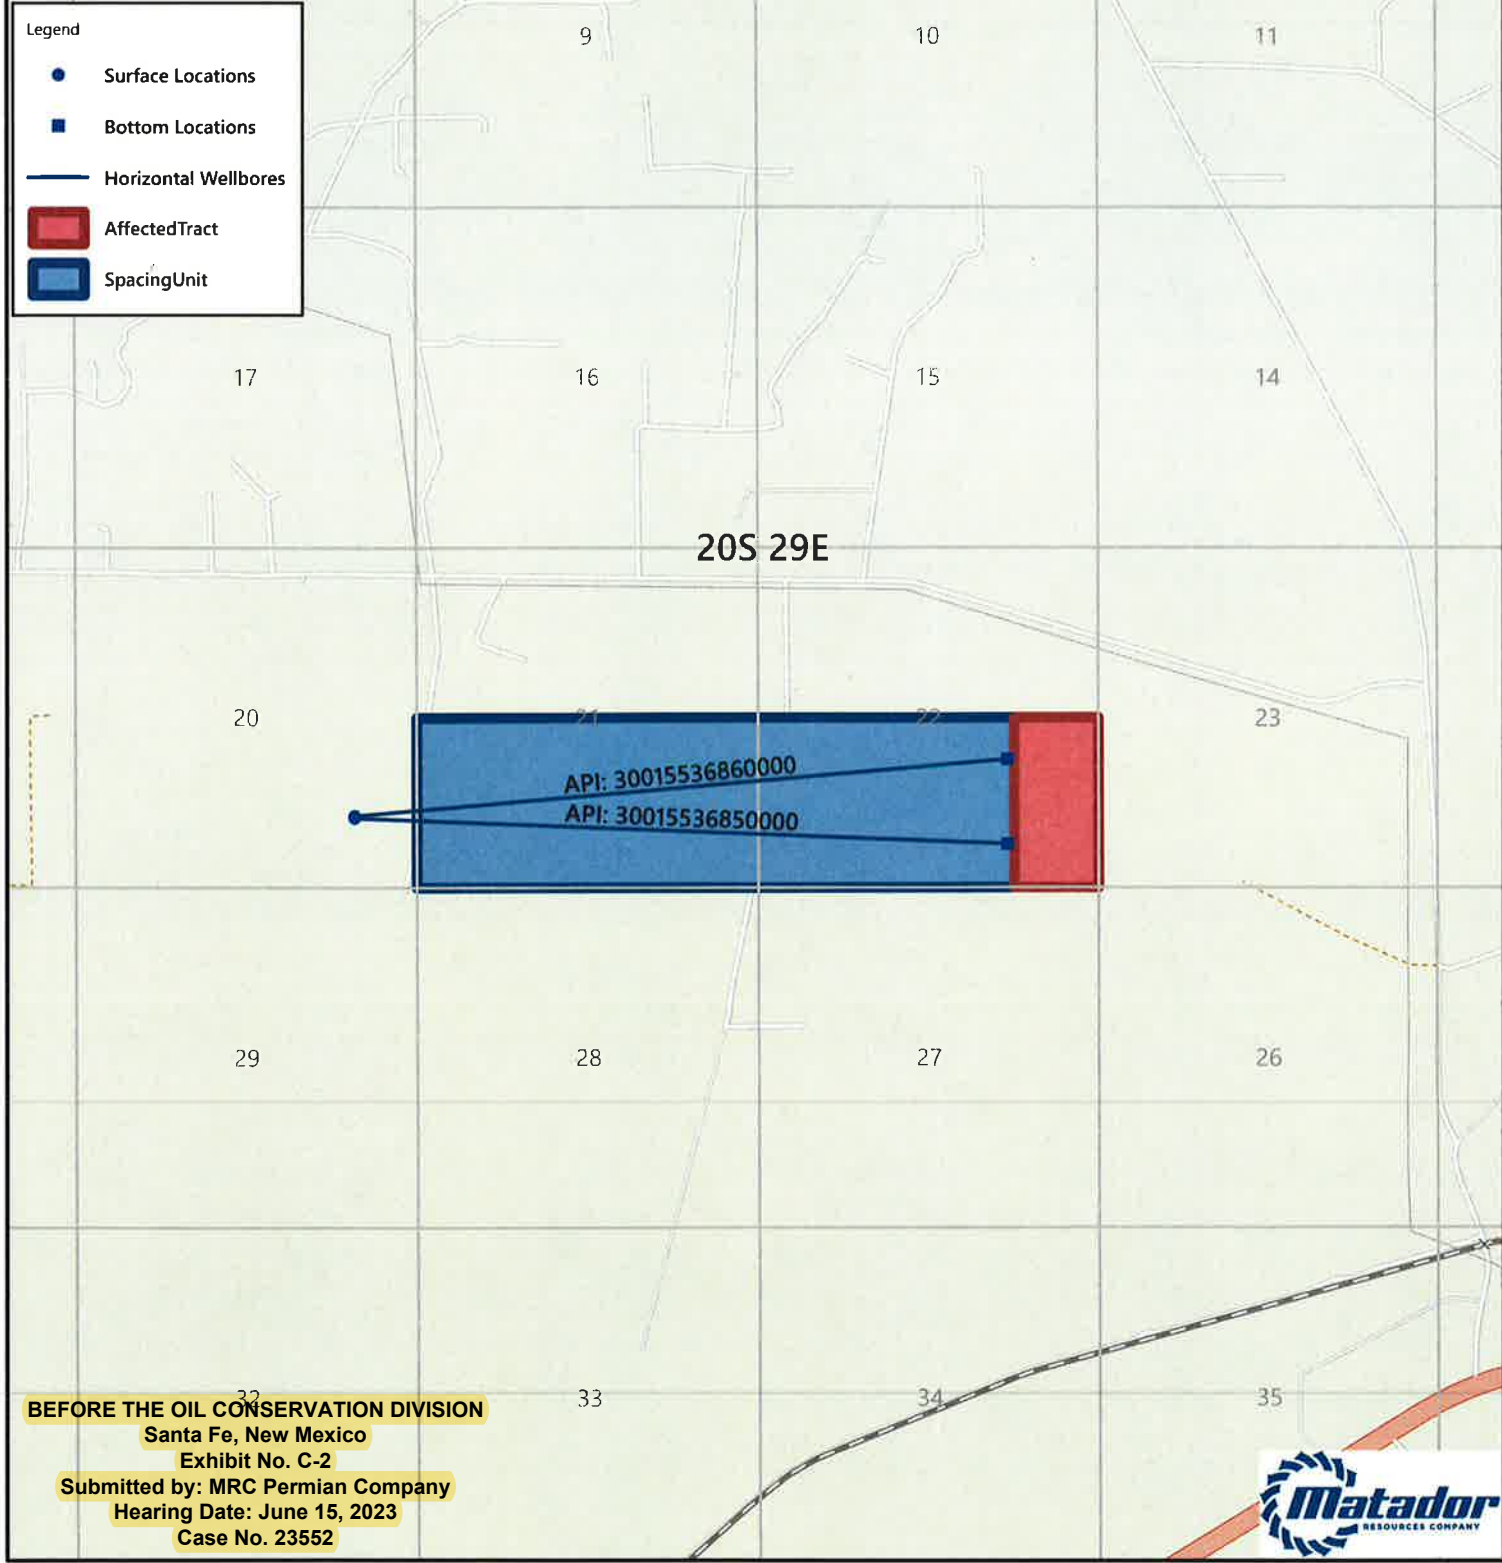 Legend
Surface Locations
Bottom Locations
Horizontal Wellbores
AffectedTract
SpacingUnit
9
10
11
17
16
15
14
20S 29E
20
21
22
23
API: 30015536860000
API: 30015536850000
29
28
27
26
32
33
34
35
BEFORE THE OIL CONSERVATION DIVISION
Santa Fe, New Mexico
Exhibit No. C-2
Submitted by: MRC Permian Company
Hearing Date: June 15, 2023
Case No. 23552
Matador
RESOURCES COMPANY